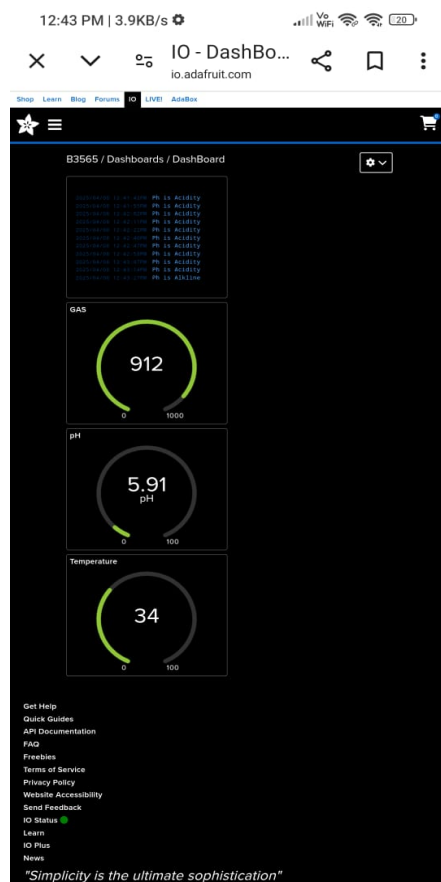 12:43 PM | 3.9KB/s
Vo
WiFi
20
IO - DashBo...
io.adafruit.com
Shop Learn Blog Forums IO LIVE! AdaBox
B3565 / Dashboards / DashBoard
Ph is Acidity
Ph is Acidity
Ph is Acidity
Ph is Acidity
Ph is Acidity
Ph is Acidity
Ph is Acidity
Ph is Acidity
Ph is Acidity
Ph is Acidity
Ph is Alkline
GAS
912
0 1000
pH
5.91
pH
0 100
Temperature
34
0 100
Get Help
Quick Guides
API Documentation
FAQ
Freebies
Terms of Service
Privacy Policy
Website Accessibility
Send Feedback
IO Status
Learn
IO Plus
News
"Simplicity is the ultimate sophistication"